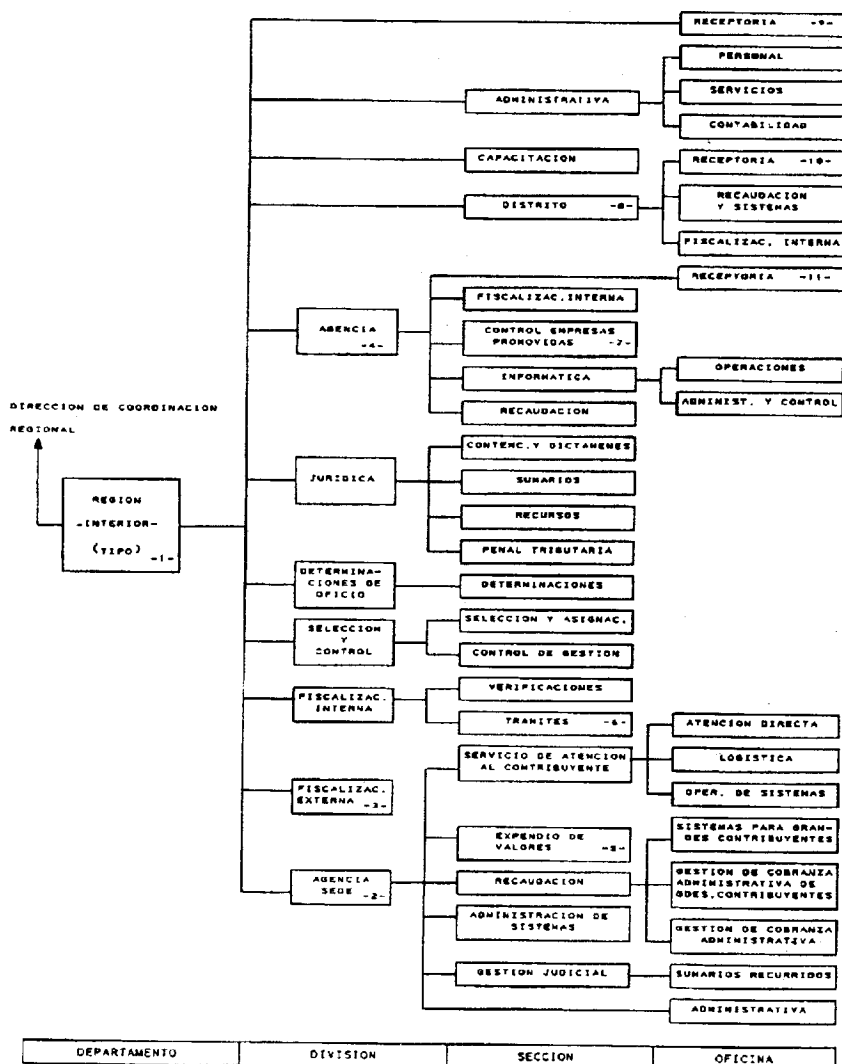 RECEPTORIA -9-
PERSONAL
ADMINISTRATIVA
SERVICIOS
CONTABILIDAD
CAPACITACION
RECEPTORIA -10-
DISTRITO -8-
RECAUDACION
Y SISTEMAS
FISCALIZAC. INTERNA
RECEPTORIA -11-
AGENCIA
-4-
FISCALIZAC. INTERNA
CONTROL EMPRESAS
PROMOVIDAS -7-
INFORMATICA
OPERACIONES
ADMINIST. Y CONTROL
RECAUDACION
DIRECCION DE COORDINACION
REGIONAL
REGION
-INTERIOR-
(TIPO) -1-
JURIDICA
CONTENC. Y DICTAMENES
SUMARIOS
RECURSOS
PENAL TRIBUTARIA
DETERMINA-
CIONES DE
OFICIO
DETERMINACIONES
SELECCION
Y
CONTROL
SELECCION Y ASIGNAC.
CONTROL DE GESTION
FISCALIZAC.
INTERNA
VERIFICACIONES
TRAMITES -6-
SERVICIO DE ATENCION
AL CONTRIBUYENTE
ATENCION DIRECTA
LOGISTICA
OPER. DE SISTEMAS
FISCALIZAC.
EXTERNA -3-
AGENCIA
SEDE -2-
EXPENDIO DE
VALORES -5-
RECAUDACION
SISTEMAS PARA GRAN-
DES CONTRIBUYENTES
GESTION DE COBRANZA
ADMINISTRATIVA DE
GDES. CONTRIBUYENTES
GESTION DE COBRANZA
ADMINISTRATIVA
ADMINISTRACION DE
SISTEMAS
GESTION JUDICIAL
SUMARIOS RECURRIDOS
ADMINISTRATIVA
DEPARTAMENTO DIVISION SECCION OFICINA